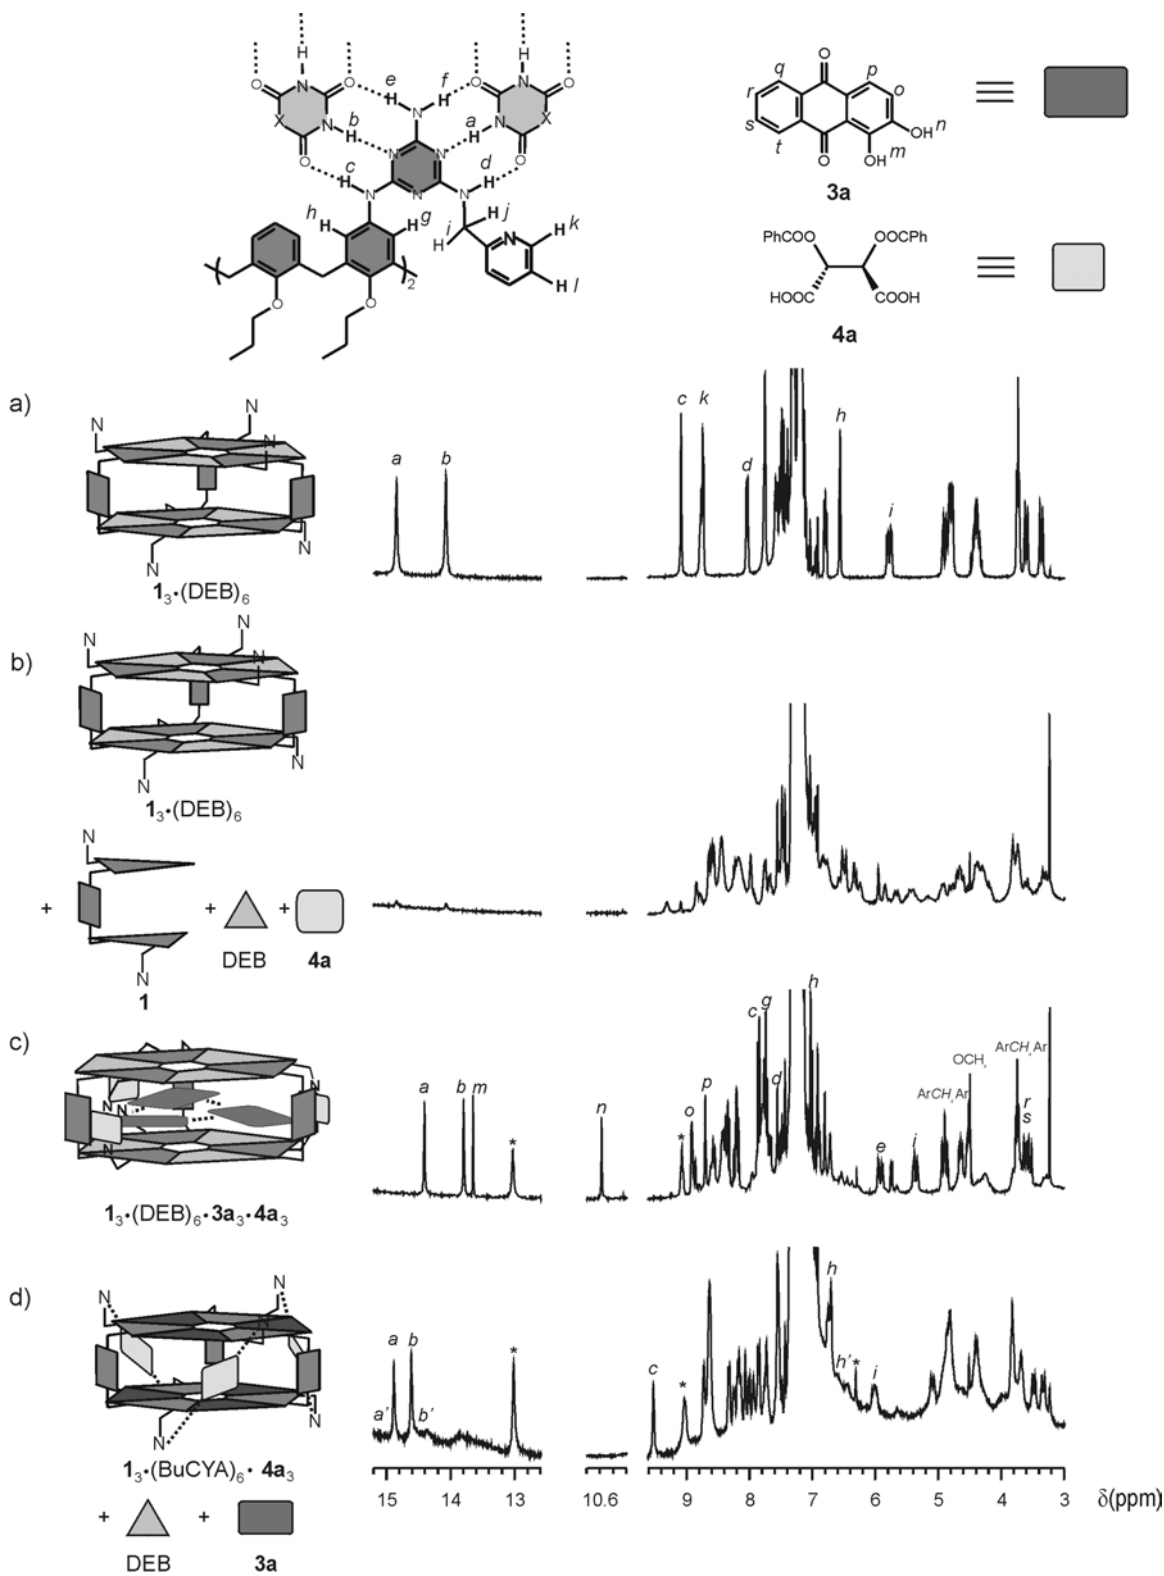 H
O
N
O
e
f
O
N
O
H
H
H
H
X
N
b
N
a
N
X
O
H
H
O
N
N
c
d
H
N
H
N
N
N
h
g
j
H
H
H
i
N
k
H
H
2
H
l
O
O
O
q
p
r
o
s
n
OH
t
m
O
OH
3a
PhCOO
OOCPh
HOOC
COOH
4a
a)
N
N
N
N
1₃•(DEB)₆
a
b
c
k
d
h
i
b)
N
N
N
N
1₃•(DEB)₆
N
+
+
+
DEB
4a
N
1
c)
N
N
N
1₃•(DEB)₆•3a₃•4a₃
a
b
m
*
n
*
o
p
c
g
d
h
e
i
ArCH₂Ar
OCH₂
ArCH₂Ar
r
s
d)
N
N
N
N
N
1₃•(BuCYA)₆•4a₃
+
+
DEB
3a
a'
a
b
b'
*
c
*
h
h'
*
i
15
14
13
10.6
9
8
7
6
5
4
3
δ(ppm)